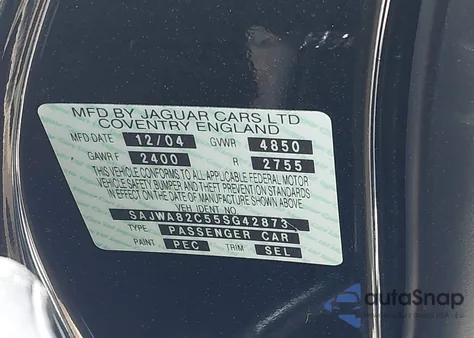 MFD BY JAGUAR CARS LTD
COVENTRY ENGLAND
MFD DATE 12/04 GVWR 4850
GAWR F 2400 R 2755
THIS VEHICLE CONFORMS TO ALL APPLICABLE FEDERAL MOTOR
VEHICLE SAFETY BUMPER AND THEFT PREVENTION STANDARDS
IN EFFECT ON THE DATE OF MANUFACTURE SHOWN ABOVE.
VEH. IDENT NO.
SAJWA82C55SG42873
TYPE PASSENGER CAR
PAINT PEC TRIM SEL
autoSnap